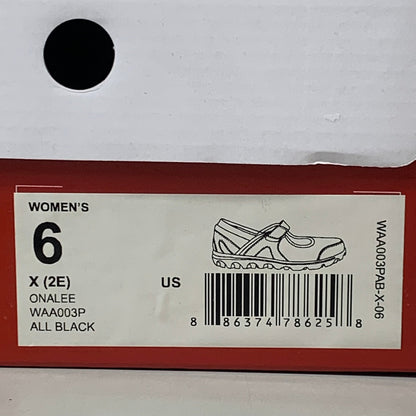 WOMEN'S
6
X (2E)
US
ONALEE
WAA003P
ALL BLACK
8 86374 78625 8
WAA003PAB-X-06